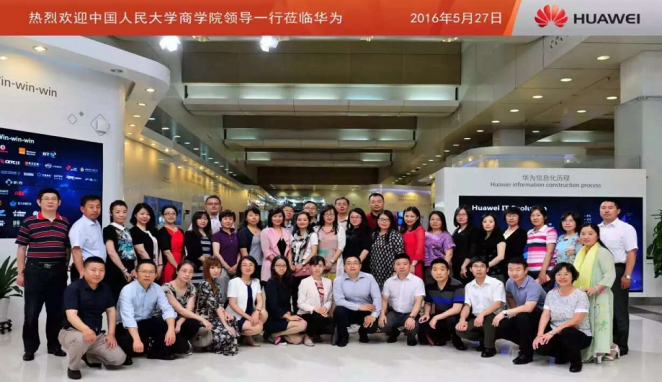 热烈欢迎中国人民大学商学院领导一行莅临华为
2016年5月27日
HUAWEI
Vin-win-win
Win-win-win
华为信息化历程
Huawei information construction process
Huawei IT Evolu